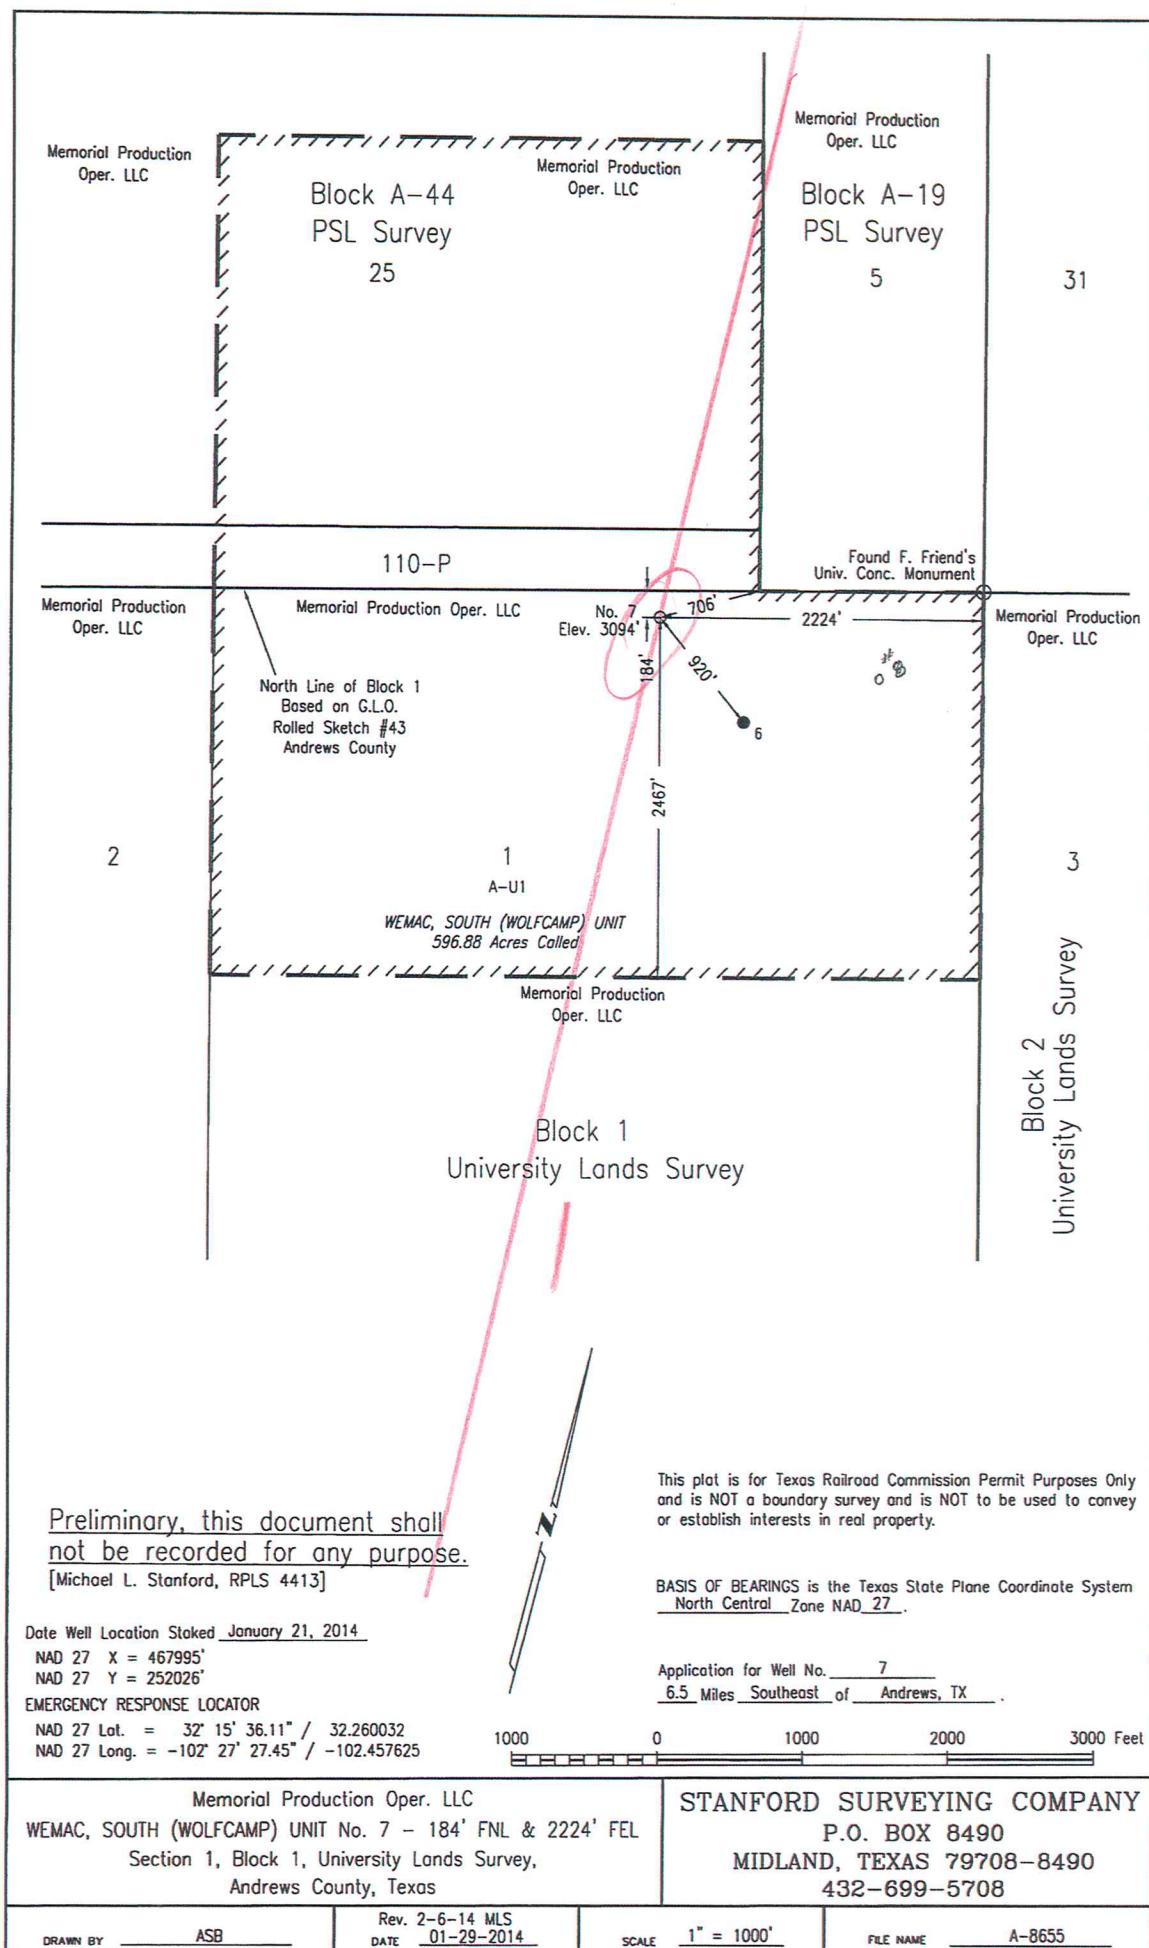 Memorial Production
Oper. LLC
Memorial Production
Oper. LLC
Memorial Production
Oper. LLC
Block A-44
PSL Survey
25
Block A-19
PSL Survey
5
31
110-P
Found F. Friend's
Univ. Conc. Monument
Memorial Production
Oper. LLC
Memorial Production Oper. LLC
No. 7
Elev. 3094'
706'
2224'
Memorial Production
Oper. LLC
184'
920'
#
8
6
North Line of Block 1
Based on G.L.O.
Rolled Sketch #43
Andrews County
2467'
2
1
A-U1
3
WEMAC, SOUTH (WOLFCAMP) UNIT
596.88 Acres Called
Memorial Production
Oper. LLC
Block 2
University Lands Survey
Block 1
University Lands Survey
N
This plat is for Texas Railroad Commission Permit Purposes Only
and is NOT a boundary survey and is NOT to be used to convey
or establish interests in real property.
Preliminary, this document shall
not be recorded for any purpose.
[Michael L. Stanford, RPLS 4413]
BASIS OF BEARINGS is the Texas State Plane Coordinate System
North Central Zone NAD 27.
Date Well Location Staked January 21, 2014
NAD 27 X = 467995'
NAD 27 Y = 252026'
EMERGENCY RESPONSE LOCATOR
NAD 27 Lat. = 32° 15' 36.11" / 32.260032
NAD 27 Long. = -102° 27' 27.45" / -102.457625
Application for Well No. 7
6.5 Miles Southeast of Andrews, TX.
1000 0 1000 2000 3000 Feet
Memorial Production Oper. LLC
WEMAC, SOUTH (WOLFCAMP) UNIT No. 7 - 184' FNL & 2224' FEL
Section 1, Block 1, University Lands Survey,
Andrews County, Texas
STANFORD SURVEYING COMPANY
P.O. BOX 8490
MIDLAND, TEXAS 79708-8490
432-699-5708
DRAWN BY ASB
Rev. 2-6-14 MLS
DATE 01-29-2014
SCALE 1" = 1000'
FILE NAME A-8655